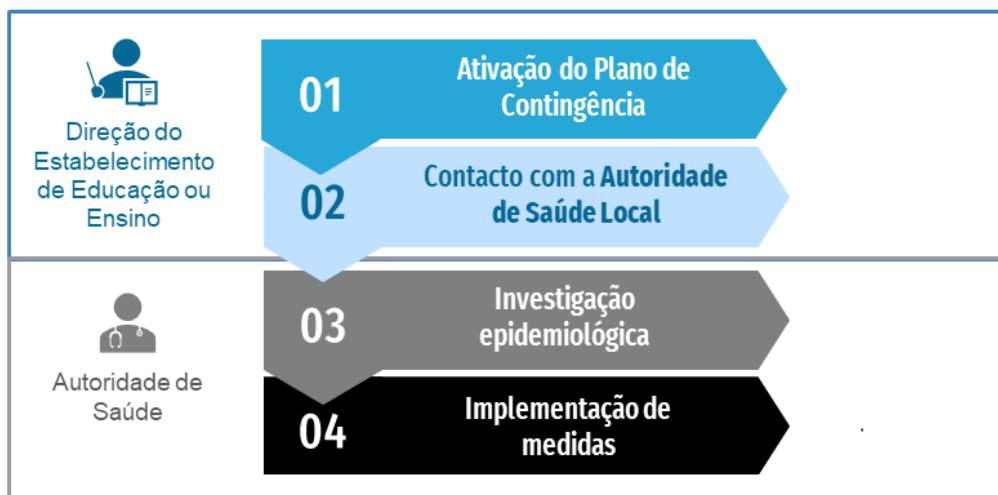 Direção do
Estabelecimento
de Educação ou
Ensino
01
Ativação do Plano de
Contingência
02
Contacto com a Autoridade
de Saúde Local
Autoridade de
Saúde
03
Investigação
epidemiológica
04
Implementação de
medidas
.